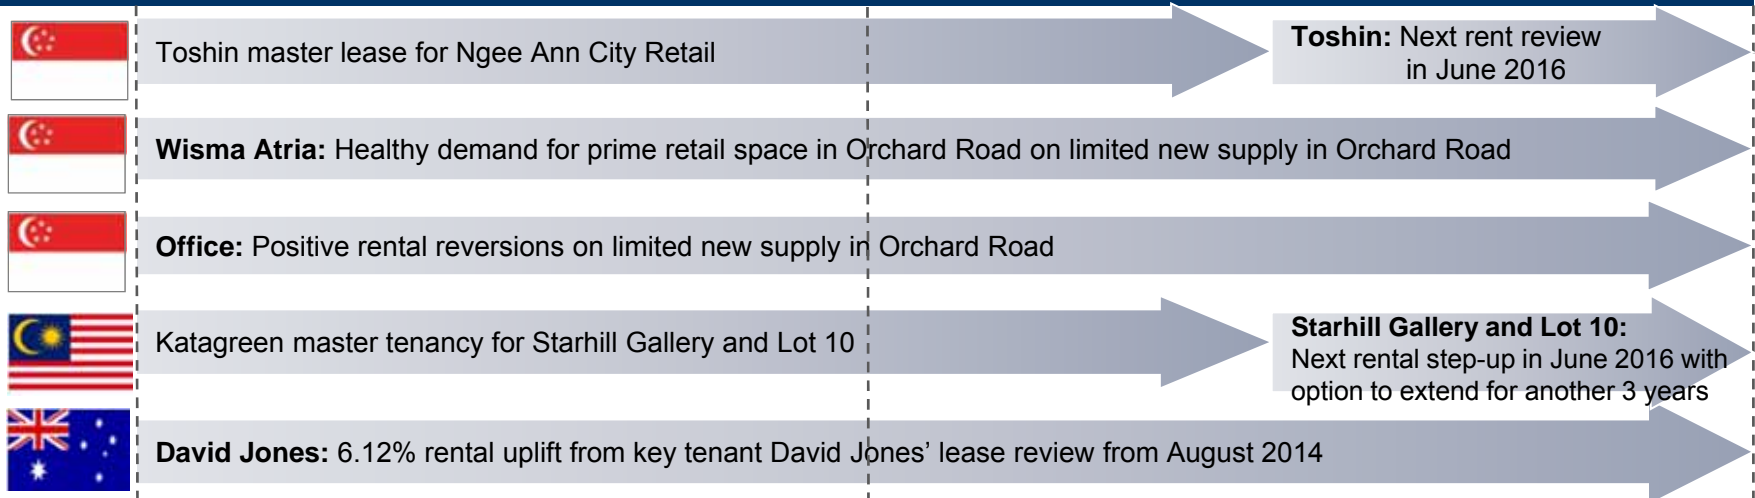 Toshin master lease for Ngee Ann City Retail
Toshin: Next rent review
in June 2016
Wisma Atria: Healthy demand for prime retail space in Orchard Road on limited new supply in Orchard Road
Office: Positive rental reversions on limited new supply in Orchard Road
Katagreen master tenancy for Starhill Gallery and Lot 10
Starhill Gallery and Lot 10:
Next rental step-up in June 2016 with
option to extend for another 3 years
David Jones: 6.12% rental uplift from key tenant David Jones’ lease review from August 2014